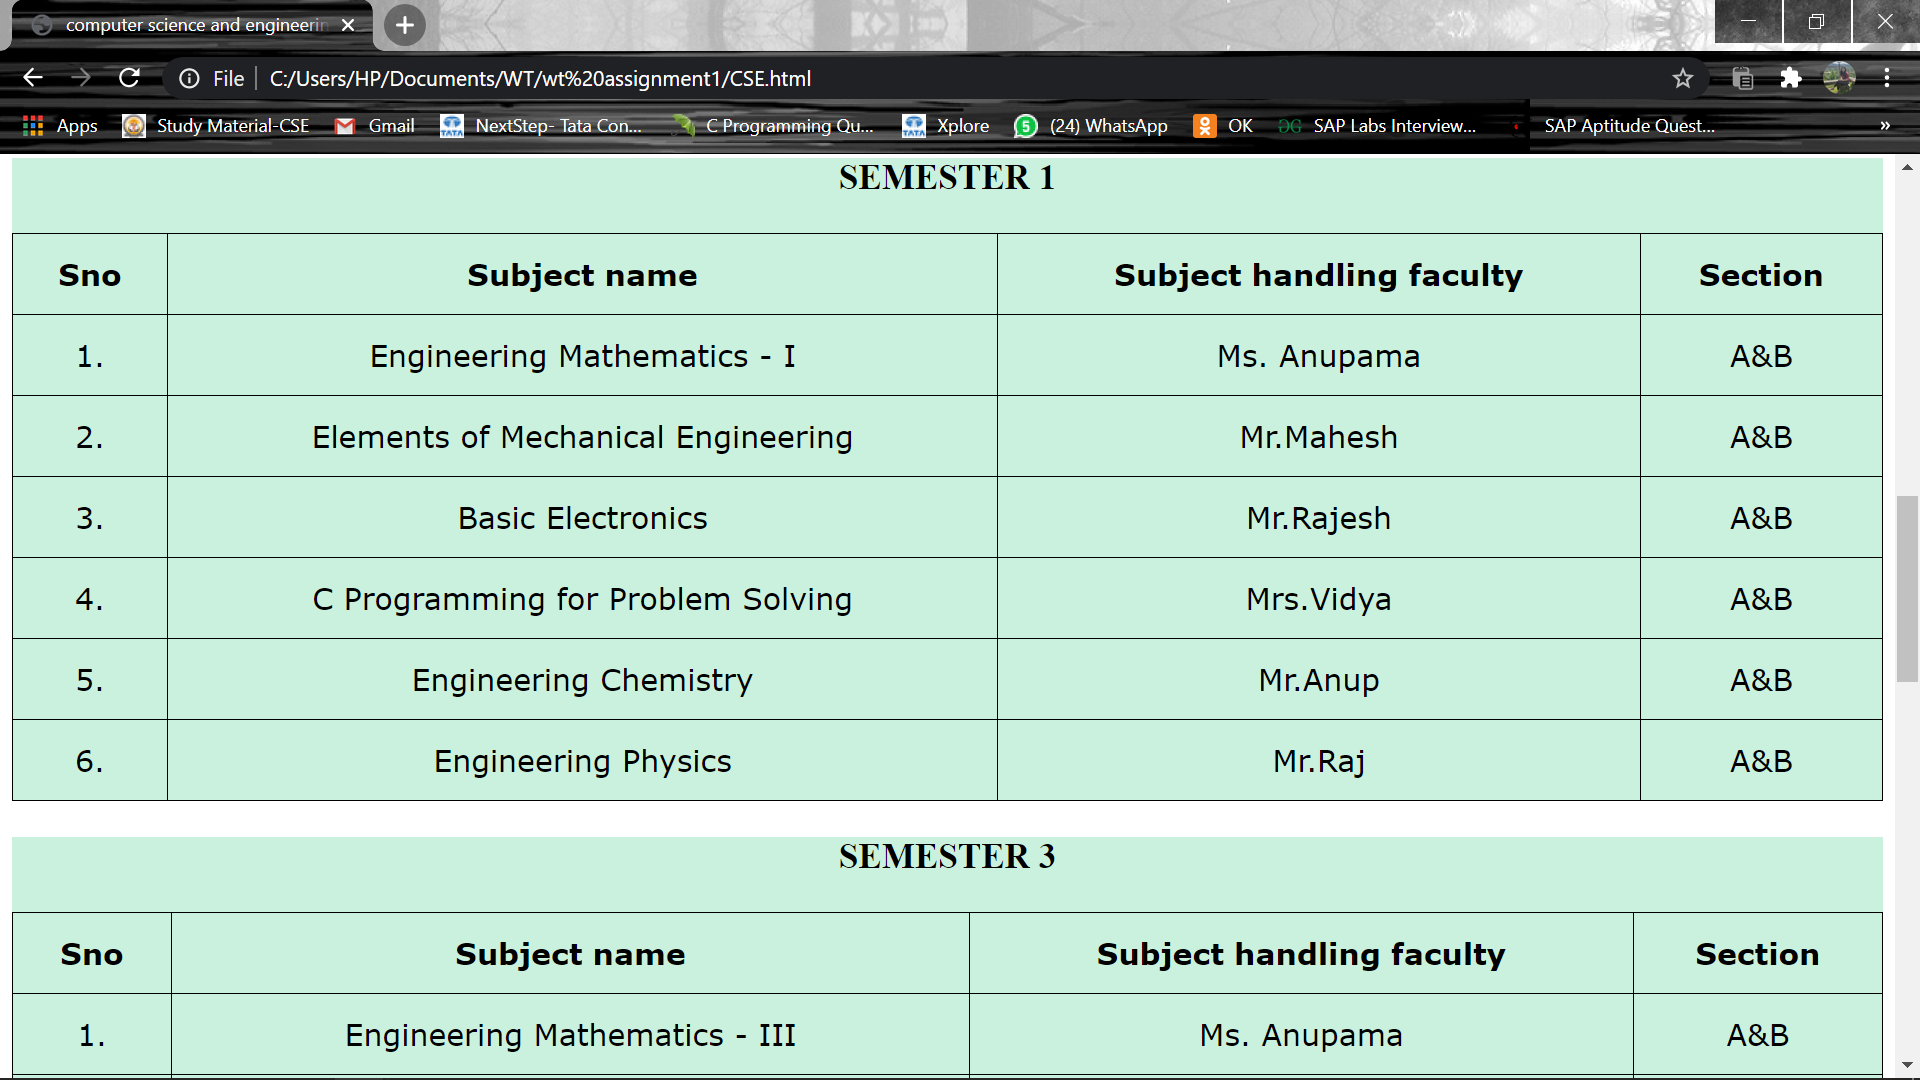 computer science and engineerin
File C:/Users/HP/Documents/WT/wt%20assignment1/CSE.html
Apps Study Material-CSE Gmail NextStep- Tata Con... C Programming Qu... Xplore (24) WhatsApp OK SAP Labs Interview... SAP Aptitude Quest... »
SEMESTER 1
Sno Subject name Subject handling faculty Section
1. Engineering Mathematics - I Ms. Anupama A&B
2. Elements of Mechanical Engineering Mr.Mahesh A&B
3. Basic Electronics Mr.Rajesh A&B
4. C Programming for Problem Solving Mrs.Vidya A&B
5. Engineering Chemistry Mr.Anup A&B
6. Engineering Physics Mr.Raj A&B
SEMESTER 3
Sno Subject name Subject handling faculty Section
1. Engineering Mathematics - III Ms. Anupama A&B